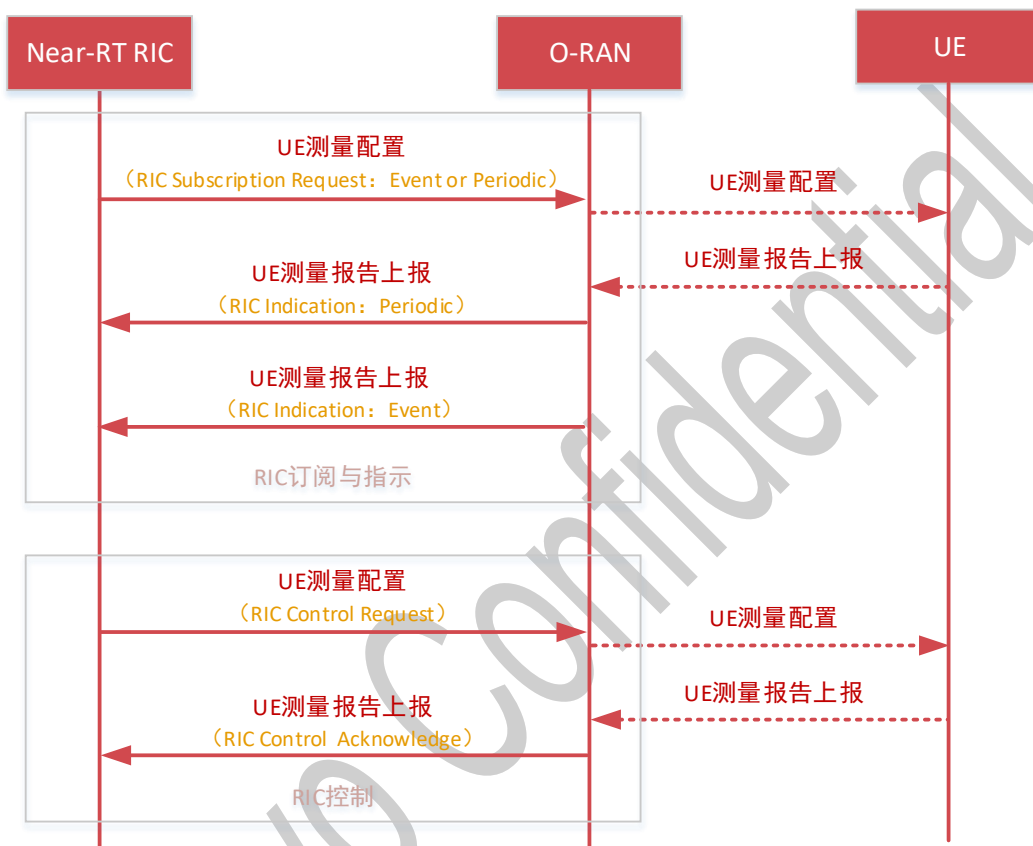 Near-RT RIC
O-RAN
UE
UE测量配置
（RIC Subscription Request：Event or Periodic）
UE测量配置
UE测量报告上报
UE测量报告上报
（RIC Indication：Periodic）
UE测量报告上报
（RIC Indication：Event）
RIC订阅与指示
UE测量配置
（RIC Control Request）
UE测量配置
UE测量报告上报
UE测量报告上报
（RIC Control Acknowledge）
RIC控制
Confidential